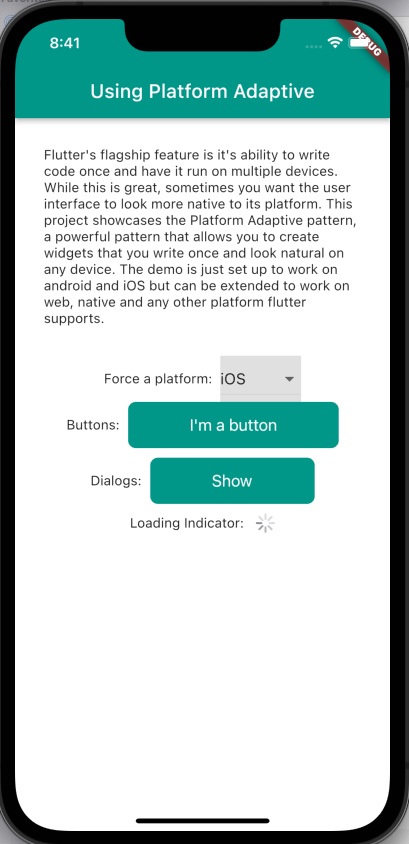 8:41
DEBUG
Using Platform Adaptive
Flutter's flagship feature is it's ability to write
code once and have it run on multiple devices.
While this is great, sometimes you want the user
interface to look more native to its platform. This
project showcases the Platform Adaptive pattern,
a powerful pattern that allows you to create
widgets that you write once and look natural on
any device. The demo is just set up to work on
android and iOS but can be extended to work on
web, native and any other platform flutter
supports.
Force a platform: iOS
Buttons: I'm a button
Dialogs: Show
Loading Indicator: